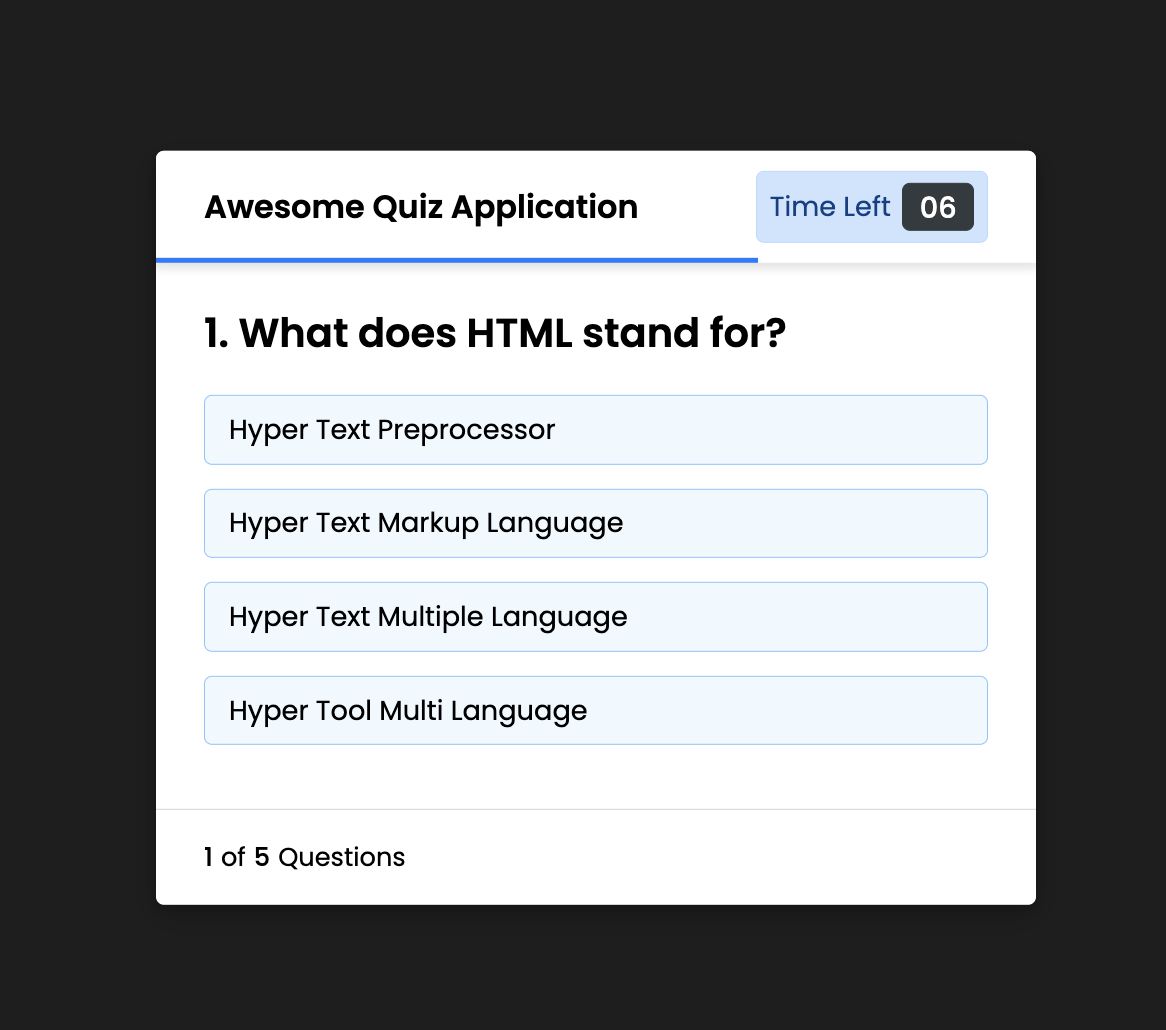 Awesome Quiz Application
Time Left 06
1. What does HTML stand for?
Hyper Text Preprocessor
Hyper Text Markup Language
Hyper Text Multiple Language
Hyper Tool Multi Language
1 of 5 Questions